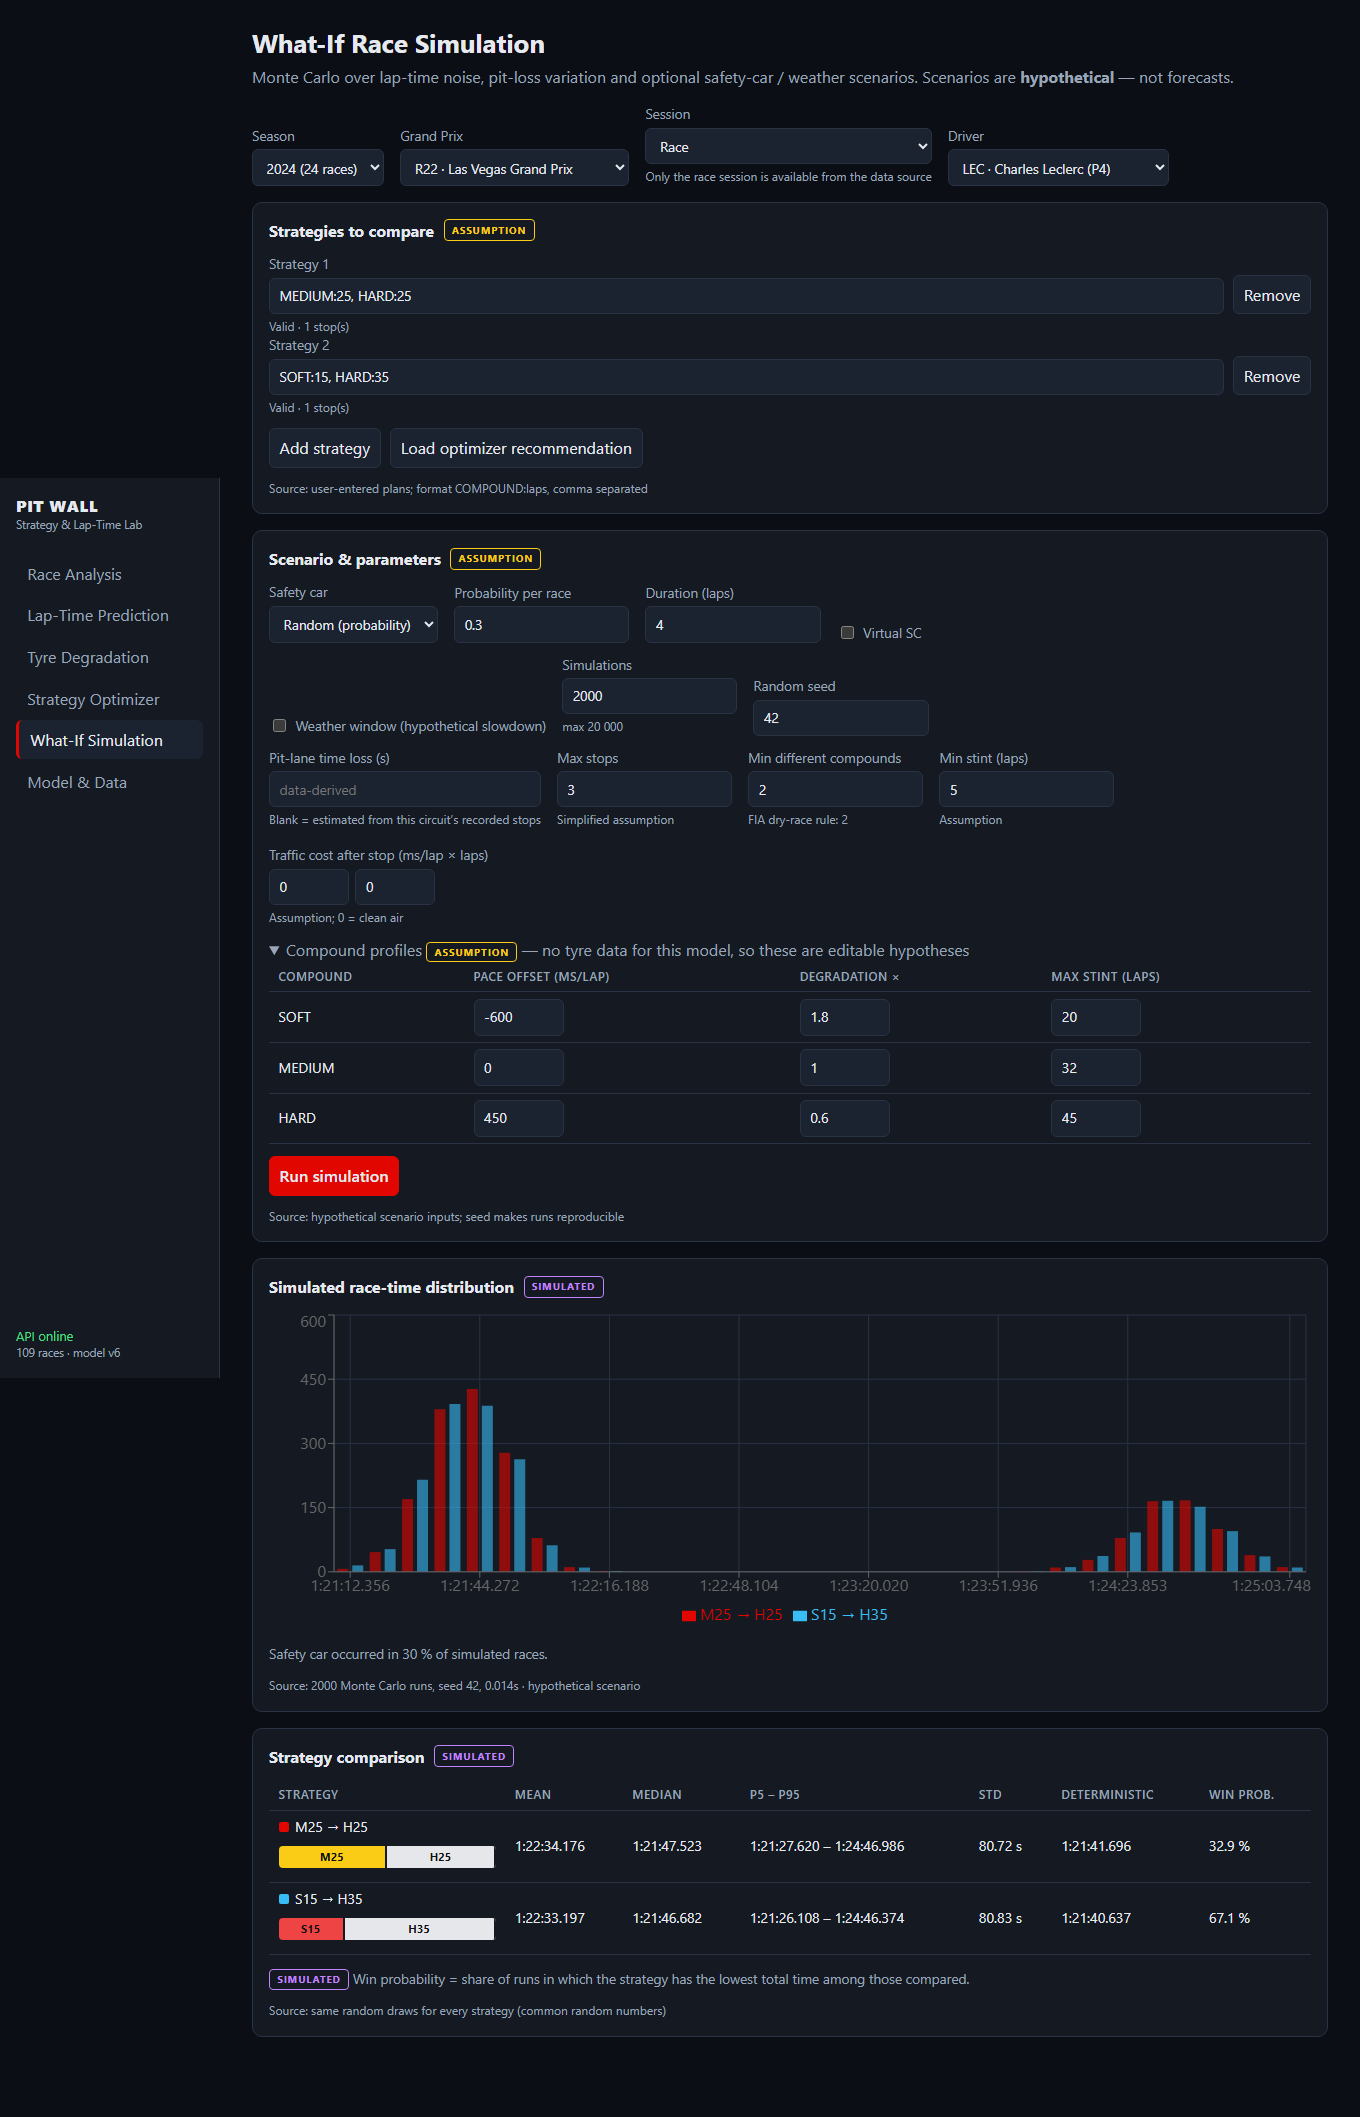 What-If Race Simulation
Monte Carlo over lap-time noise, pit-loss variation and optional safety-car / weather scenarios. Scenarios are hypothetical — not forecasts.
Season
2024 (24 races)
Grand Prix
R22 · Las Vegas Grand Prix
Session
Race
Only the race session is available from the data source
Driver
LEC · Charles Leclerc (P4)
Strategies to compare ASSUMPTION
Strategy 1
MEDIUM:25, HARD:25
Remove
Valid · 1 stop(s)
Strategy 2
SOFT:15, HARD:35
Remove
Valid · 1 stop(s)
Add strategy
Load optimizer recommendation
Source: user-entered plans; format COMPOUND:laps, comma separated
PIT WALL
Strategy & Lap-Time Lab
Race Analysis
Lap-Time Prediction
Tyre Degradation
Strategy Optimizer
What-If Simulation
Model & Data
API online
109 races · model v6
Scenario & parameters ASSUMPTION
Safety car
Random (probability)
Probability per race
0.3
Duration (laps)
4
Virtual SC
Weather window (hypothetical slowdown)
Simulations
2000
max 20 000
Random seed
42
Pit-lane time loss (s)
data-derived
Blank = estimated from this circuit's recorded stops
Max stops
3
Simplified assumption
Min different compounds
2
FIA dry-race rule: 2
Min stint (laps)
5
Assumption
Traffic cost after stop (ms/lap × laps)
0 0
Assumption; 0 = clean air
▼ Compound profiles ASSUMPTION — no tyre data for this model, so these are editable hypotheses
COMPOUND PACE OFFSET (MS/LAP) DEGRADATION × MAX STINT (LAPS)
SOFT -600 1.8 20
MEDIUM 0 1 32
HARD 450 0.6 45
Run simulation
Source: hypothetical scenario inputs; seed makes runs reproducible
Simulated race-time distribution SIMULATED
600
450
300
150
0
1:21:12.356 1:21:44.272 1:22:16.188 1:22:48.104 1:23:20.020 1:23:51.936 1:24:23.853 1:25:03.748
M25 → H25 S15 → H35
Safety car occurred in 30 % of simulated races.
Source: 2000 Monte Carlo runs, seed 42, 0.014s · hypothetical scenario
Strategy comparison SIMULATED
STRATEGY MEAN MEDIAN P5 – P95 STD DETERMINISTIC WIN PROB.
M25 → H25
M25 H25
1:22:34.176 1:21:47.523 1:21:27.620 – 1:24:46.986 80.72 s 1:21:41.696 32.9 %
S15 → H35
S15 H35
1:22:33.197 1:21:46.682 1:21:26.108 – 1:24:46.374 80.83 s 1:21:40.637 67.1 %
SIMULATED Win probability = share of runs in which the strategy has the lowest total time among those compared.
Source: same random draws for every strategy (common random numbers)